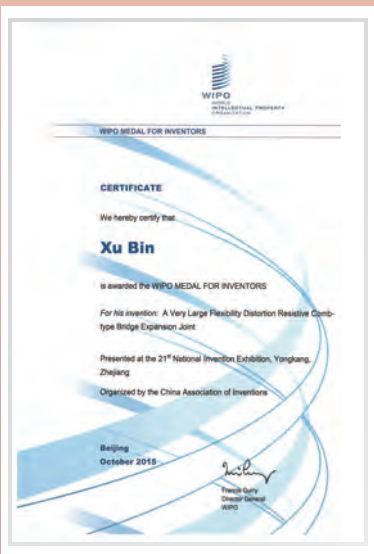 WIPO
WORLD
INTELLECTUAL PROPERTY
ORGANIZATION
WIPO MEDAL FOR INVENTORS
CERTIFICATE
We hereby certify that
Xu Bin
is awarded the WIPO MEDAL FOR INVENTORS
For his invention: A Very Large Flexibility Distortion Resistive Comb-
type Bridge Expansion Joint
Presented at the 21st National Invention Exhibition, Yongkang,
Zhejiang
Organized by the China Association of Inventions
Beijing
October 2015
Francis Gurry
Director General
WIPO